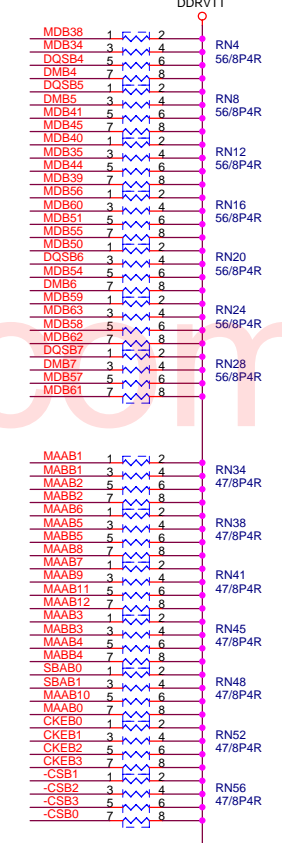 DDRVTT
MDB38 1 2
MDB34 3 4 RN4
DQSB4 5 6 56/8P4R
DMB4 7 8
DQSB5 1 2
DMB5 3 4 RN8
MDB41 5 6 56/8P4R
MDB45 7 8
MDB40 1 2
MDB35 3 4 RN12
MDB44 5 6 56/8P4R
MDB39 7 8
MDB56 1 2
MDB60 3 4 RN16
MDB51 5 6 56/8P4R
MDB55 7 8
MDB50 1 2
DQSB6 3 4 RN20
MDB54 5 6 56/8P4R
DMB6 7 8
MDB59 1 2
MDB63 3 4 RN24
MDB58 5 6 56/8P4R
MDB62 7 8
DQSB7 1 2
DMB7 3 4 RN28
MDB57 5 6 56/8P4R
MDB61 7 8
com
MAAB1 1 2
MABB1 3 4 RN34
MAAB2 5 6 47/8P4R
MABB2 7 8
MAAB6 1 2
MAAB5 3 4 RN38
MABB5 5 6 47/8P4R
MAAB8 7 8
MAAB7 1 2
MAAB9 3 4 RN41
MAAB11 5 6 47/8P4R
MAAB12 7 8
MAAB3 1 2
MABB3 3 4 RN45
MAAB4 5 6 47/8P4R
MABB4 7 8
SBAB0 1 2
SBAB1 3 4 RN48
MAAB10 5 6 47/8P4R
MAAB0 7 8
CKEB0 1 2
CKEB1 3 4 RN52
CKEB2 5 6 47/8P4R
CKEB3 7 8
-CSB1 1 2
-CSB2 3 4 RN56
-CSB3 5 6 47/8P4R
-CSB0 7 8